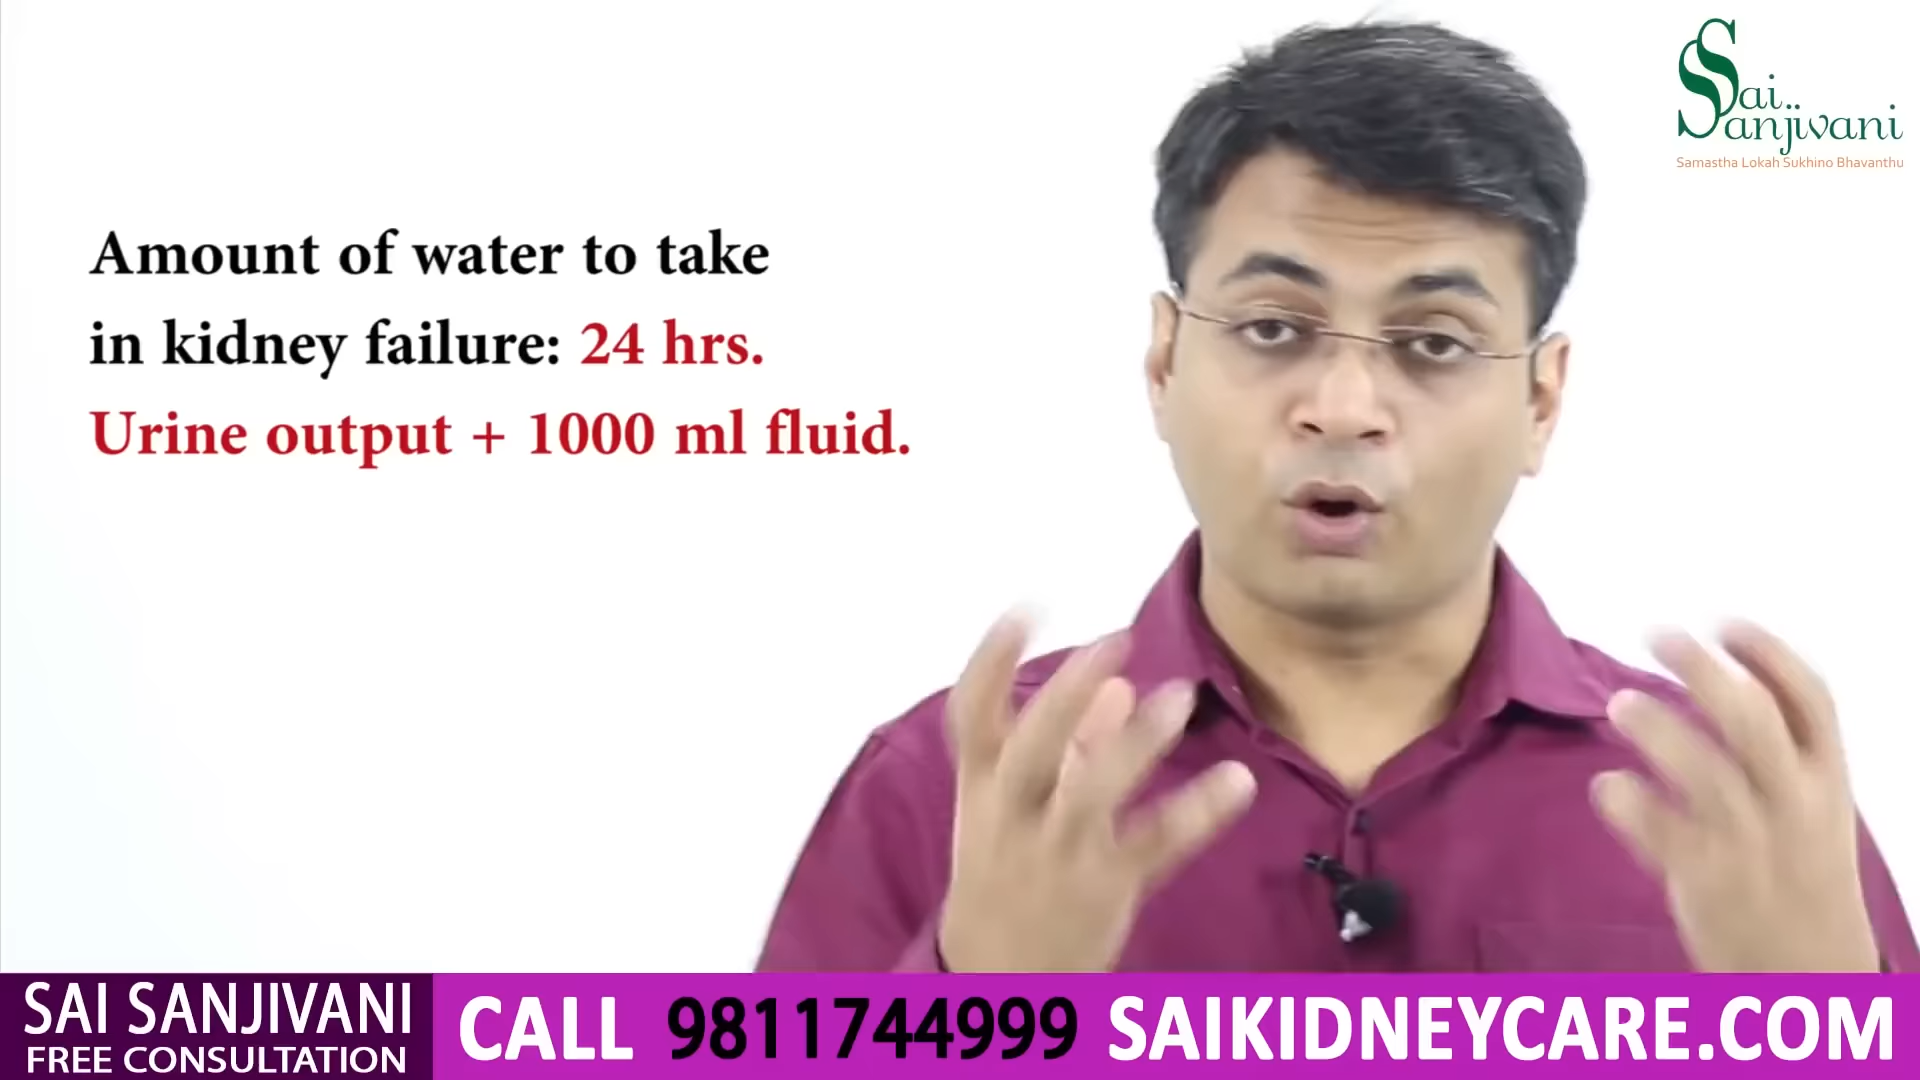 Sai
Sanjivani
Samastha Lokah Sukhino Bhavanthu
Amount of water to take
in kidney failure: 24 hrs.
Urine output + 1000 ml fluid.
SAI SANJIVANI
FREE CONSULTATION
CALL 9811744999 SAIKIDNEYCARE.COM